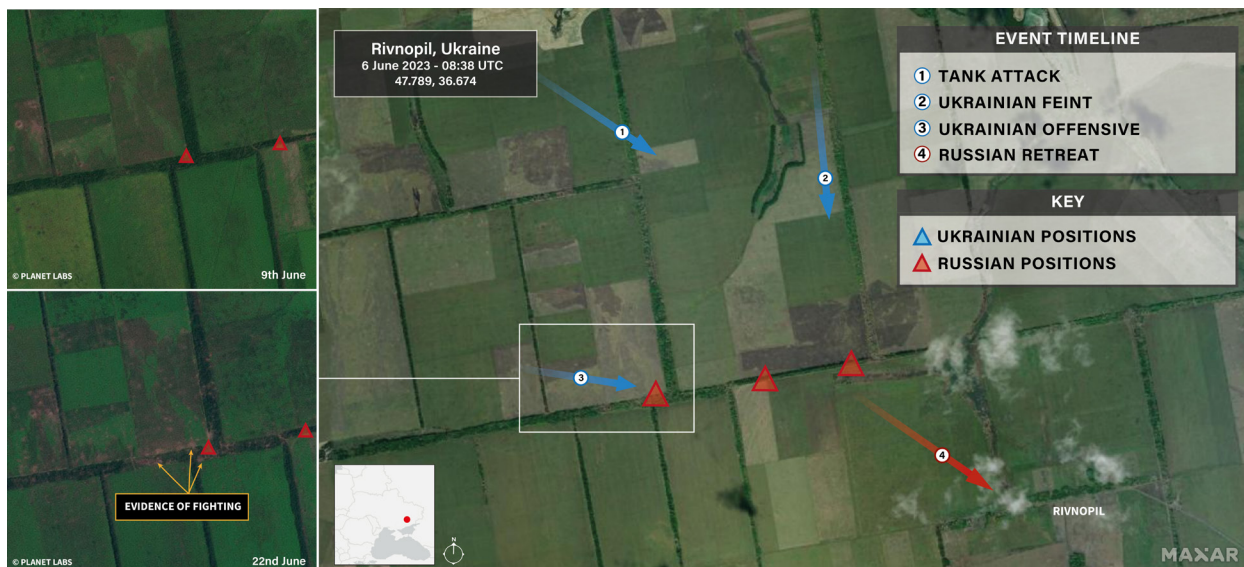 © PLANET LABS
9th June
EVIDENCE OF FIGHTING
© PLANET LABS
22nd June
Rivnopil, Ukraine
6 June 2023 - 08:38 UTC
47.789, 36.674
1
2
3
4
N
RIVNOPIL
MAXAR
EVENT TIMELINE
1 TANK ATTACK
2 UKRAINIAN FEINT
3 UKRAINIAN OFFENSIVE
4 RUSSIAN RETREAT
KEY
UKRAINIAN POSITIONS
RUSSIAN POSITIONS